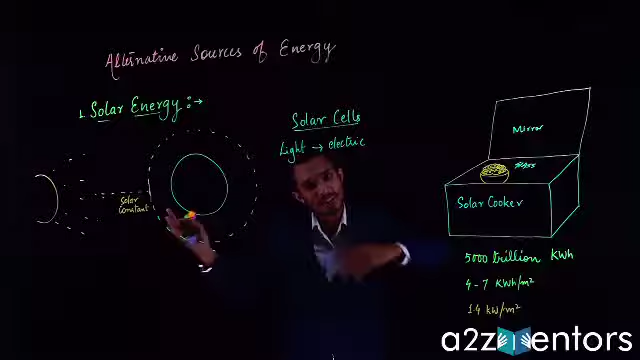 Alternative Sources of Energy
1. Solar Energy :→
Solar Cells
Light → electric
Solar
Constant
Mirror
Solar Cooker
5000 trillion KWh
4 - 7 KWh/m²
1.4 kW/m²
a2zmentors